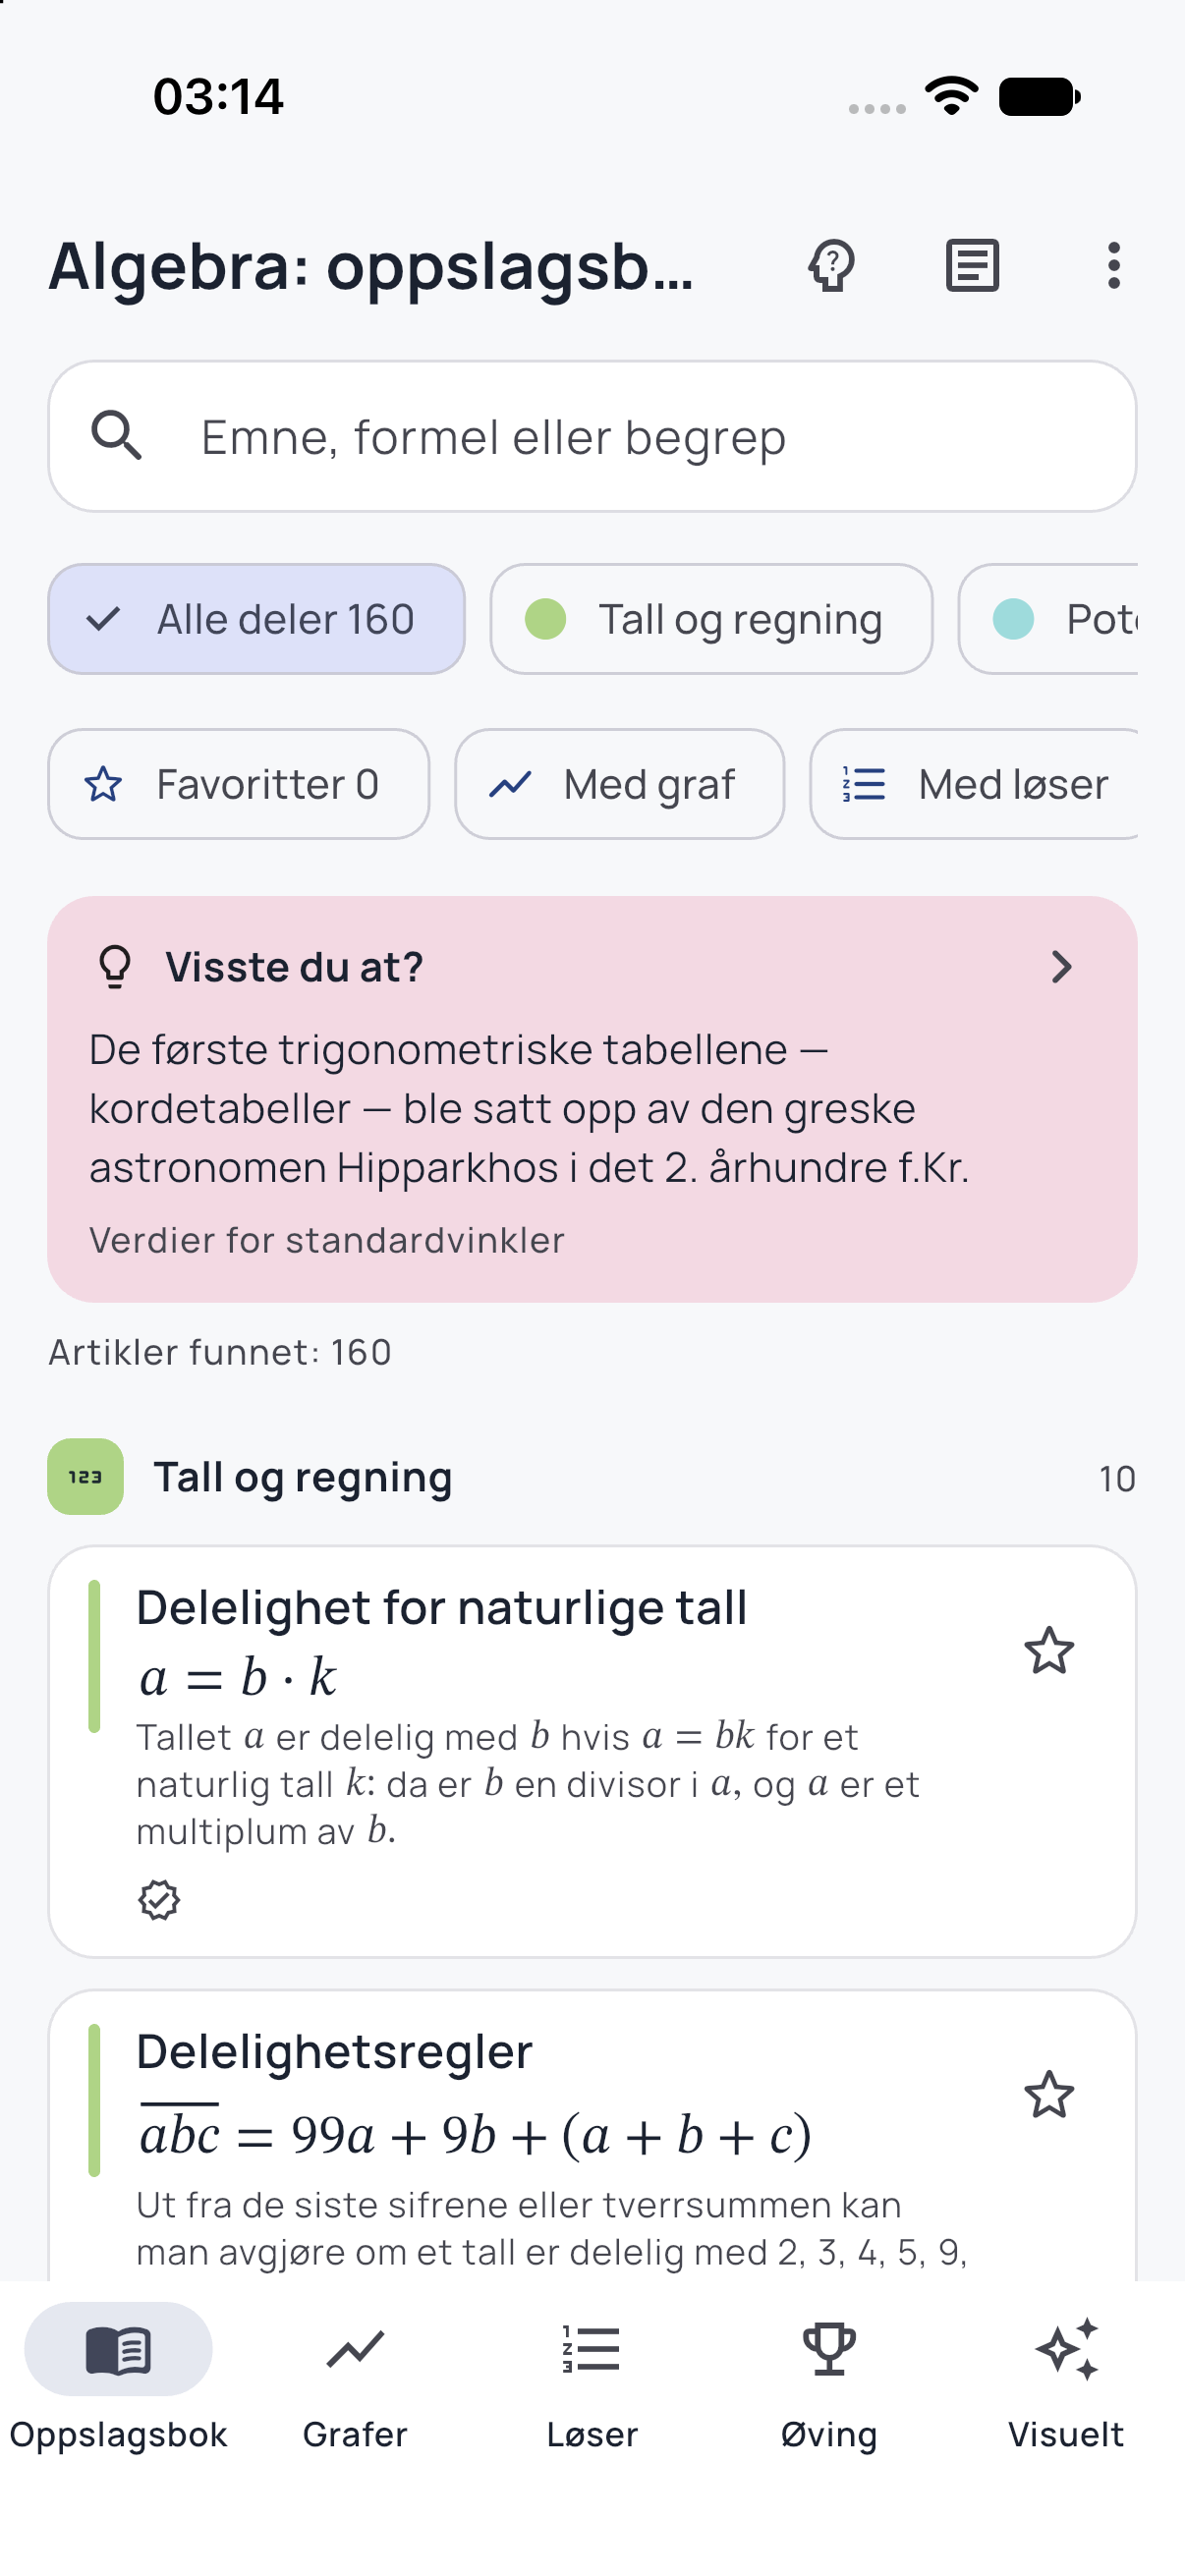 03:14
Algebra: oppslagsb...
Emne, formel eller begrep
Alle deler 160
Tall og regning
Favoritter 0
Med graf
Med løser
Visste du at?
De første trigonometriske tabellene —
kordetabeller — ble satt opp av den greske
astronomen Hipparkhos i det 2. århundre f.Kr.
Verdier for standardvinkler
Artikler funnet: 160
123 Tall og regning 10
Delelighet for naturlige tall
a = b · k
Tallet a er delelig med b hvis a = bk for et
naturlig tall k: da er b en divisor i a, og a er et
multiplum av b.
Delelighetsregler
a̅b̅c̅ = 99a + 9b + (a + b + c)
Ut fra de siste sifrene eller tverrsummen kan
man avgjøre om et tall er delelig med 2, 3, 4, 5, 9,
Oppslagsbok
Grafer
Løser
Øving
Visuelt